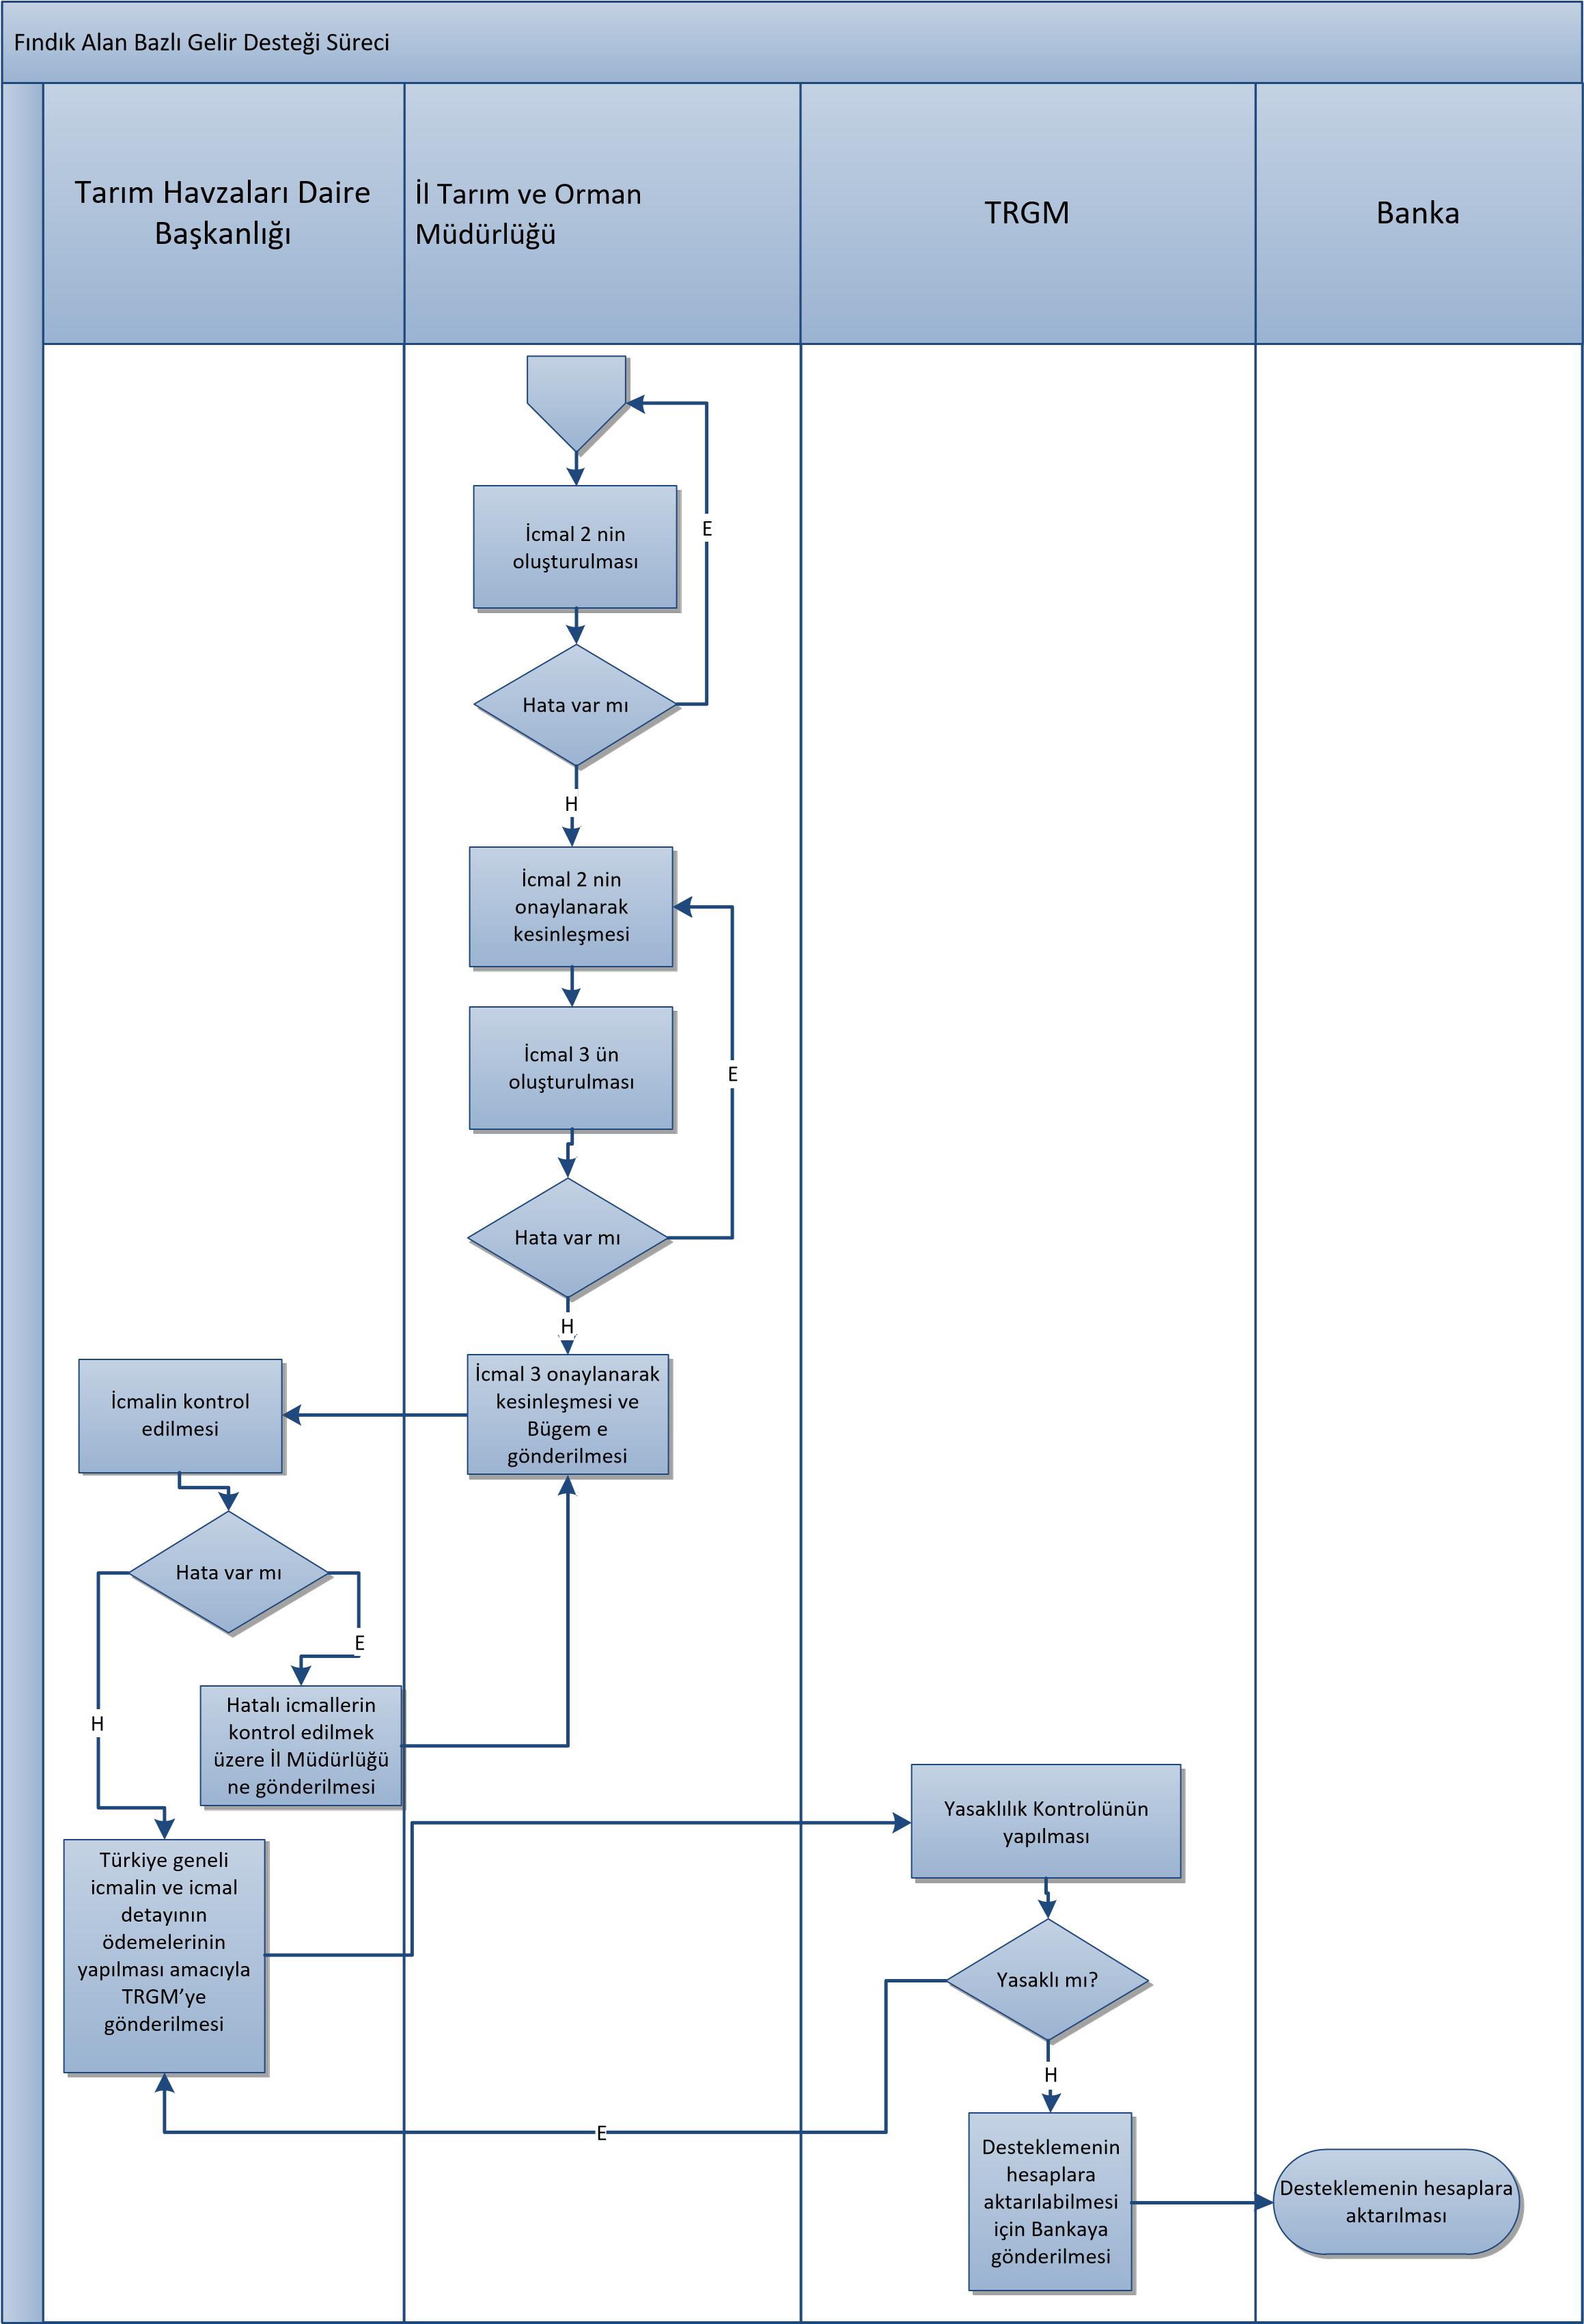 Fındık Alan Bazlı Gelir Desteği Süreci
Tarım Havzaları Daire
Başkanlığı
İl Tarım ve Orman
Müdürlüğü
TRGM
Banka
İcmal 2 nin
oluşturulması
E
Hata var mı
H
İcmal 2 nin
onaylanarak
kesinleşmesi
İcmal 3 ün
oluşturulması
E
Hata var mı
H
İcmal 3 onaylanarak
kesinleşmesi ve
Bügem e
gönderilmesi
İcmalin kontrol
edilmesi
Hata var mı
E
H
Hatalı icmallerin
kontrol edilmek
üzere İl Müdürlüğü
ne gönderilmesi
Türkiye geneli
icmalin ve icmal
detayının
ödemelerinin
yapılması amacıyla
TRGM’ye
gönderilmesi
Yasaklılık Kontrolünün
yapılması
Yasaklı mı?
H
E
Desteklemenin
hesaplara
aktarılabilmesi
için Bankaya
gönderilmesi
Desteklemenin hesaplara
aktarılması